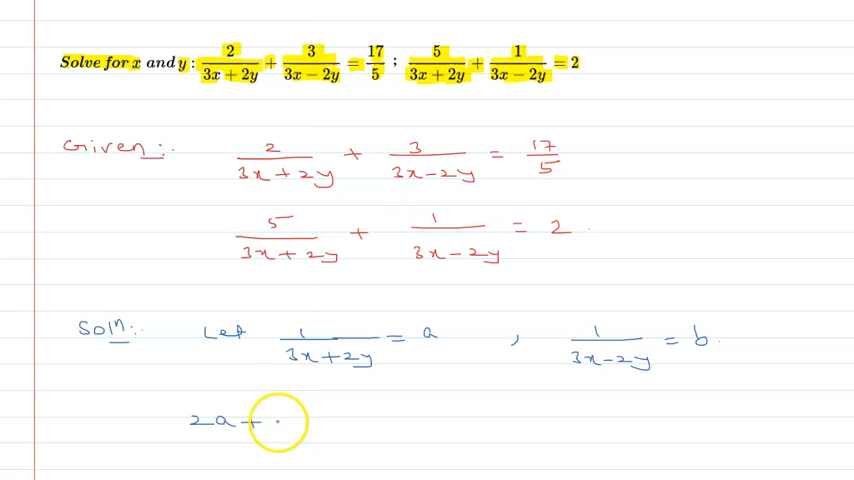 Solve for x and y : 2/(3x + 2y) + 3/(3x − 2y) = 17/5 ; 5/(3x + 2y) + 1/(3x − 2y) = 2
Given :- 2/(3x + 2y) + 3/(3x − 2y) = 17/5
5/(3x + 2y) + 1/(3x − 2y) = 2 .
Soln :- Let 1/(3x + 2y) = a , 1/(3x − 2y) = b .
2a +